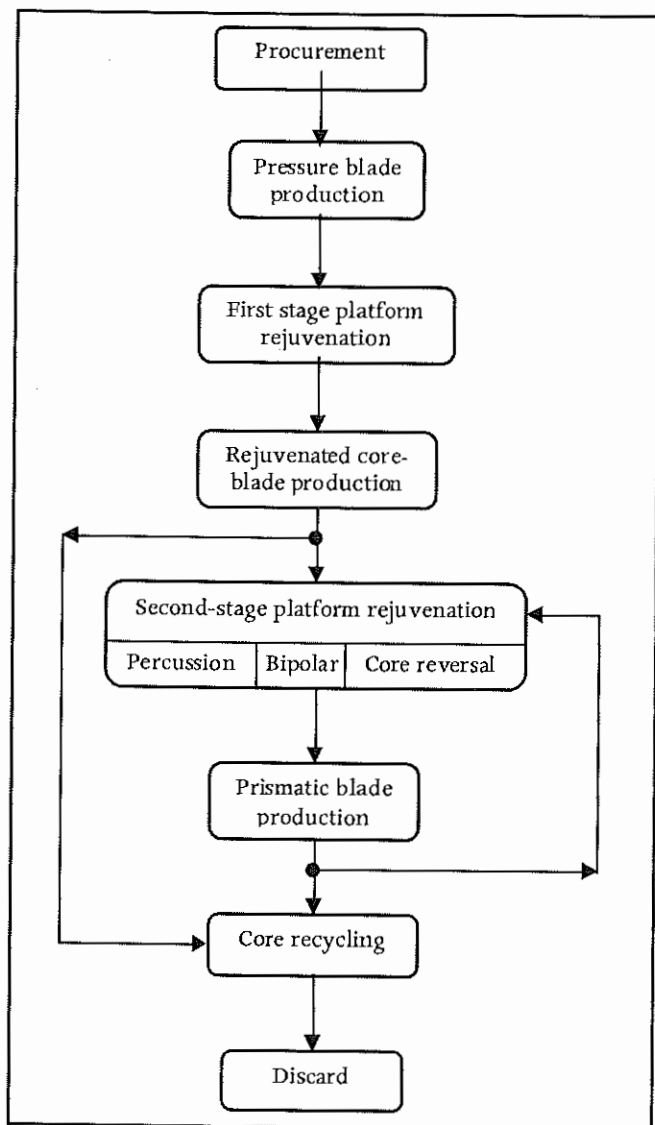 Procurement
Pressure blade
production
First stage platform
rejuvenation
Rejuvenated core-
blade production
Second-stage platform rejuvenation
Percussion Bipolar Core reversal
Prismatic blade
production
Core recycling
Discard